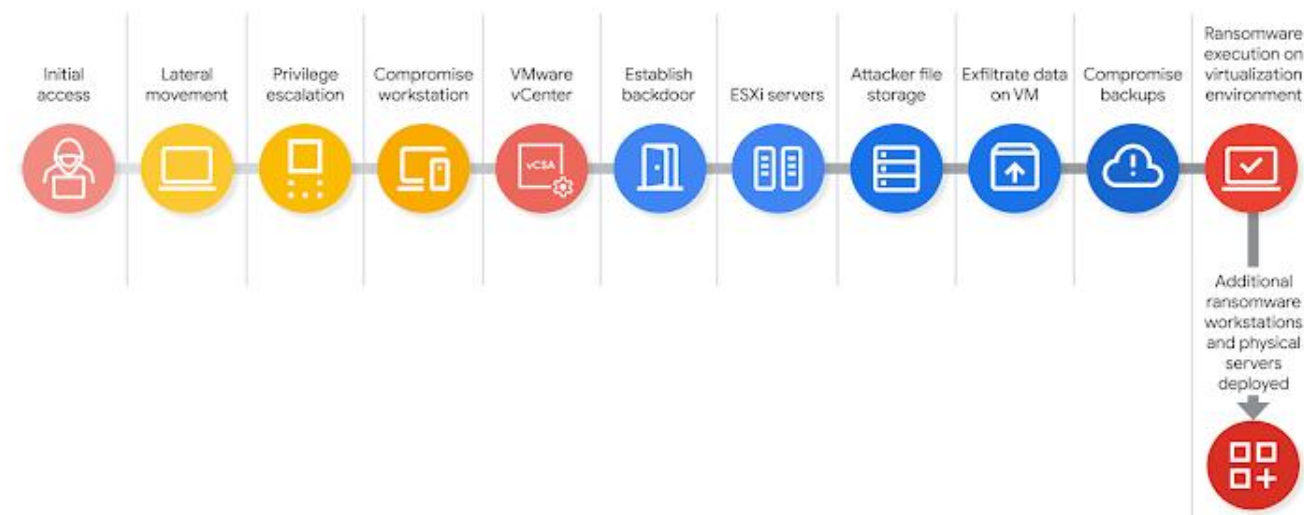 Initial
access
Lateral
movement
Privilege
escalation
Compromise
workstation
VMware
vCenter
vCSA
Establish
backdoor
ESXi servers
Attacker file
storage
Exfiltrate data
on VM
Compromise
backups
Ransomware
execution on
virtualization
environment
Additional
ransomware
workstations
and physical
servers
deployed